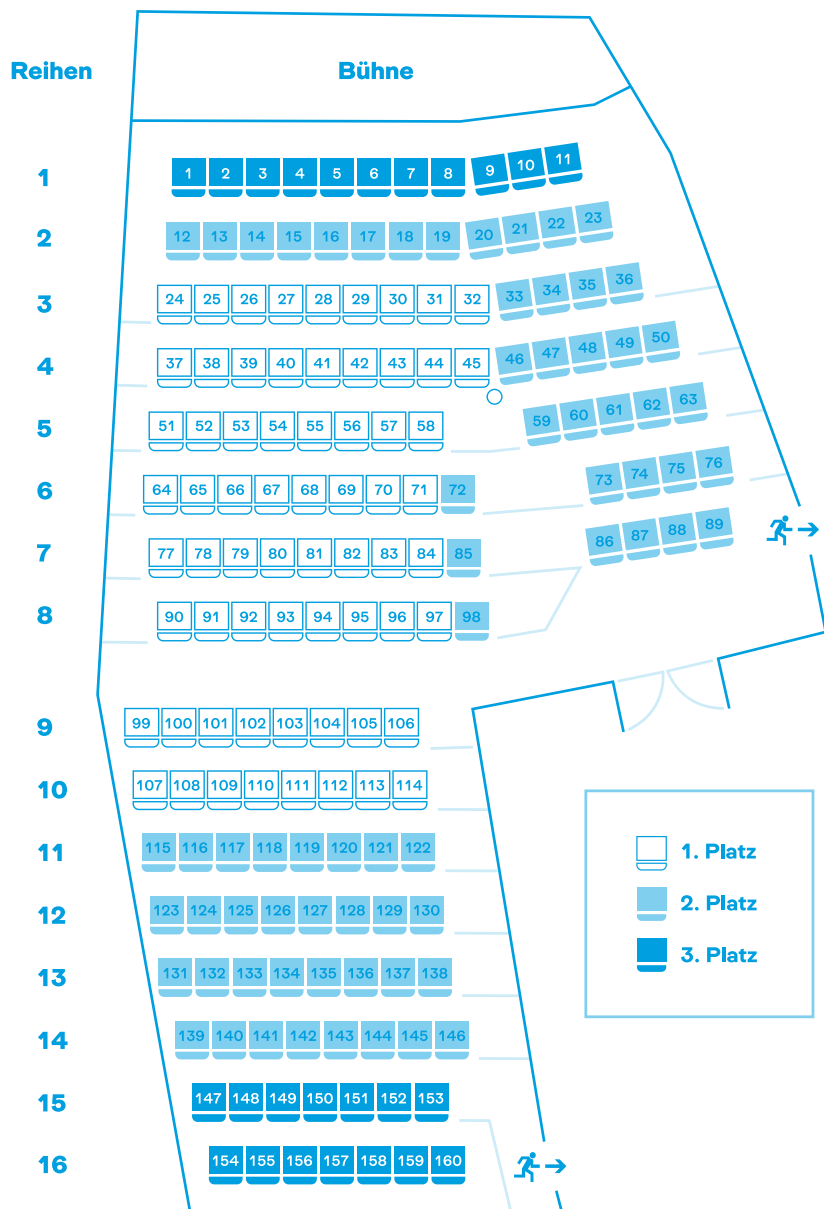 Reihen Bühne
1 1 2 3 4 5 6 7 8 9 10 11
2 12 13 14 15 16 17 18 19 20 21 22 23
3 24 25 26 27 28 29 30 31 32 33 34 35 36
4 37 38 39 40 41 42 43 44 45 46 47 48 49 50
5 51 52 53 54 55 56 57 58 59 60 61 62 63
6 64 65 66 67 68 69 70 71 72 73 74 75 76
7 77 78 79 80 81 82 83 84 85 86 87 88 89
8 90 91 92 93 94 95 96 97 98
9 99 100 101 102 103 104 105 106
10 107 108 109 110 111 112 113 114
11 115 116 117 118 119 120 121 122
12 123 124 125 126 127 128 129 130
13 131 132 133 134 135 136 137 138
14 139 140 141 142 143 144 145 146
15 147 148 149 150 151 152 153
16 154 155 156 157 158 159 160
1. Platz
2. Platz
3. Platz